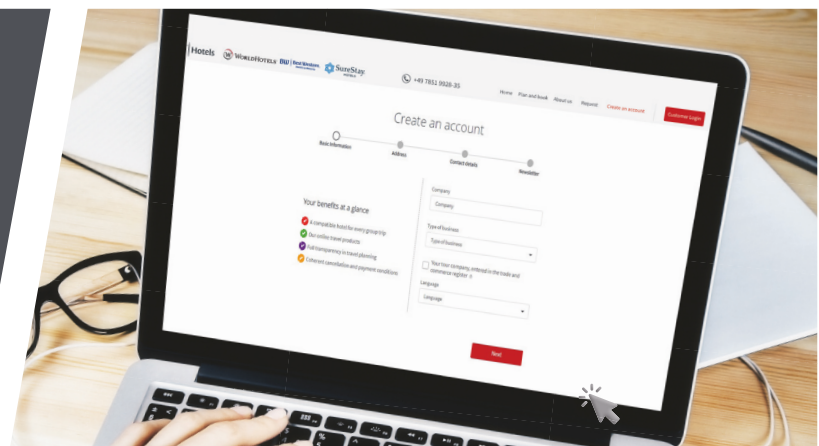 Hotels
WORLDHOTELS
BW Best Western
SureStay
HOTELS
+49 7851 9928-35
Home Plan and book About us Request Create an account Customer Login
Create an account
Basic Information
Address
Contact details
Newsletter
Your benefits at a glance
A compatible hotel for every group trip
Our online travel products
Full transparency in travel planning
Coherent cancellation and payment conditions
Company
Company
Type of business
Type of business
Your tour company, entered in the trade and
commerce register
Language
Language
Next